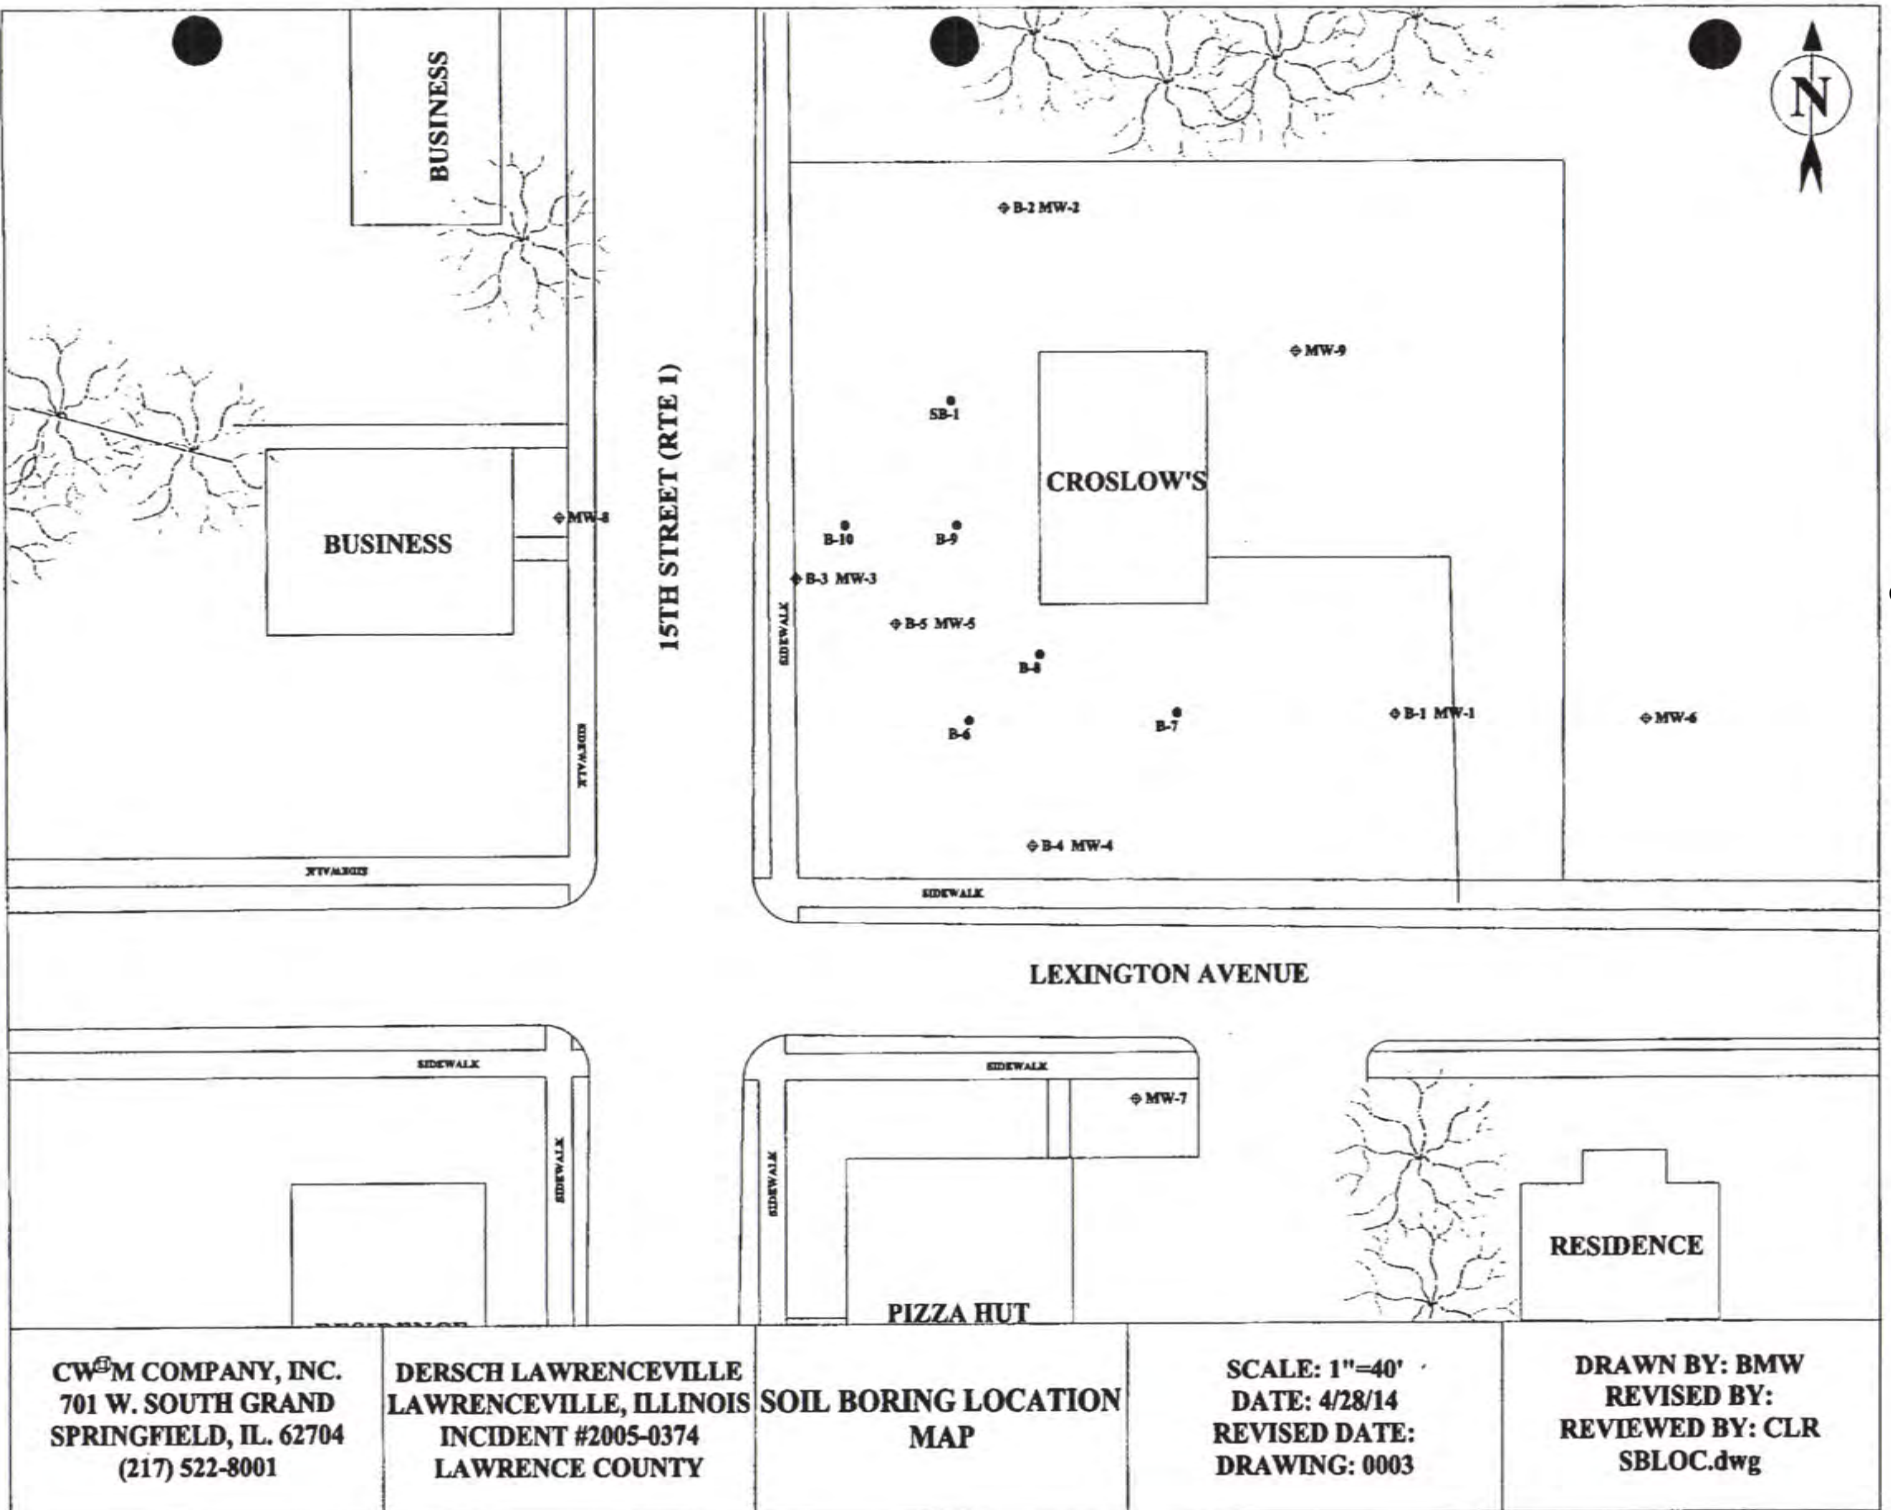 BUSINESS
N
B-2 MW-2
MW-9
SB-1
15TH STREET (RTE 1)
CROSLOW'S
MW-8
BUSINESS
B-10
B-9
B-3 MW-3
SIDEWALK
B-5 MW-5
B-8
B-6
B-7
B-1 MW-1
MW-6
SIDEWALK
B-4 MW-4
SIDEWALK
SIDEWALK
LEXINGTON AVENUE
SIDEWALK
SIDEWALK
MW-7
SIDEWALK
SIDEWALK
RESIDENCE
PIZZA HUT
RESIDENCE
CW M COMPANY, INC.
701 W. SOUTH GRAND
SPRINGFIELD, IL. 62704
(217) 522-8001
DERSCH LAWRENCEVILLE
LAWRENCEVILLE, ILLINOIS
INCIDENT #2005-0374
LAWRENCE COUNTY
SOIL BORING LOCATION
MAP
SCALE: 1"=40'
DATE: 4/28/14
REVISED DATE:
DRAWING: 0003
DRAWN BY: BMW
REVISED BY:
REVIEWED BY: CLR
SBLOC.dwg